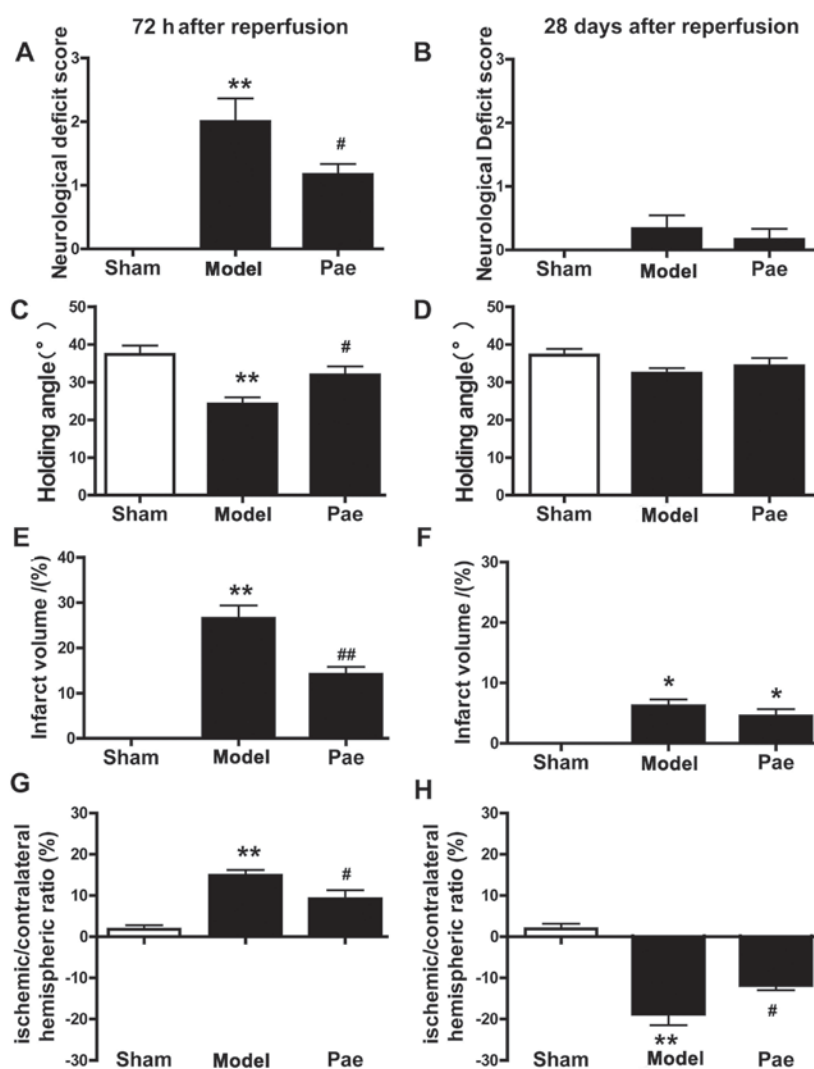 72 h after reperfusion
28 days after reperfusion
A
Neurological deficit score
3
2
1
0
**
#
Sham Model Pae
B
Neurological Deficit score
3
2
1
0
Sham Model Pae
C
Holding angle(°)
50
40
30
20
10
0
**
#
Sham Model Pae
D
Holding angle(°)
50
40
30
20
10
0
Sham Model Pae
E
Infarct volume /(%)
40
30
20
10
0
**
##
Sham Model Pae
F
Infarct volume /(%)
30
20
10
0
*
*
Sham Model Pae
G
ischemic/contralateral
hemispheric ratio (%)
30
20
10
0
-10
-20
-30
**
#
Sham Model Pae
H
ischemic/contralateral
hemispheric ratio (%)
30
20
10
0
-10
-20
-30
**
#
Sham Model Pae